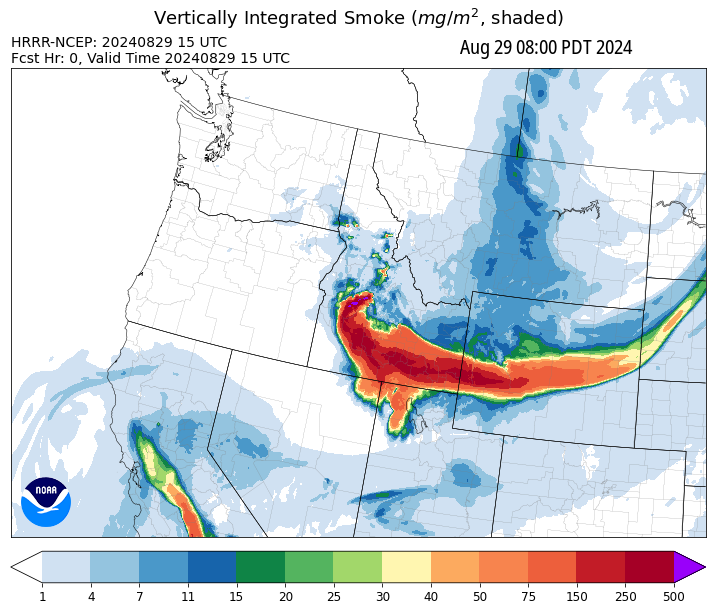 Vertically Integrated Smoke (mg/m², shaded)
HRRR-NCEP: 20240829 15 UTC
Aug 29 08:00 PDT 2024
Fcst Hr: 0, Valid Time 20240829 15 UTC
NOAA
1 4 7 11 15 20 25 30 40 50 75 150 250 500